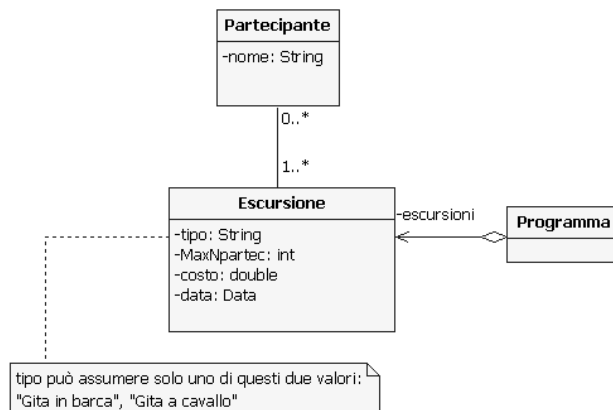 Partecipante
-nome: String
0..*
1..*
Escursione
-tipo: String
-MaxNpartec: int
-costo: double
-data: Data
-escursioni
Programma
tipo può assumere solo uno di questi due valori:
"Gita in barca", "Gita a cavallo"